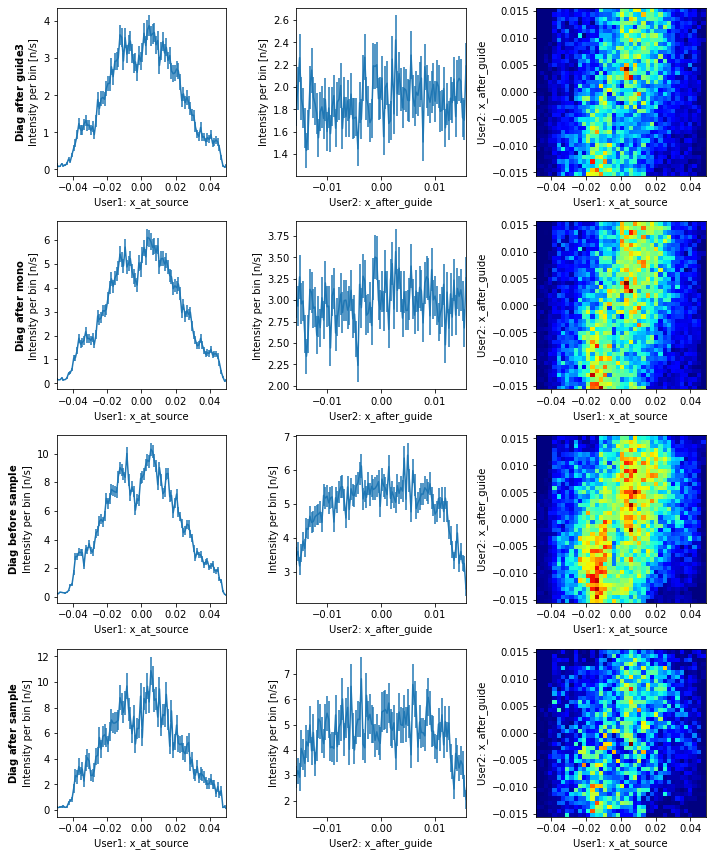 Diag after guide3
Intensity per bin [n/s]
4
3
2
1
0
−0.04 −0.02 0.00 0.02 0.04
User1: x_at_source
Intensity per bin [n/s]
2.6
2.4
2.2
2.0
1.8
1.6
1.4
−0.01 0.00 0.01
User2: x_after_guide
User2: x_after_guide
0.015
0.010
0.005
0.000
−0.005
−0.010
−0.015
−0.04 −0.02 0.00 0.02 0.04
User1: x_at_source
Diag after mono
Intensity per bin [n/s]
6
5
4
3
2
1
0
−0.04 −0.02 0.00 0.02 0.04
User1: x_at_source
Intensity per bin [n/s]
3.75
3.50
3.25
3.00
2.75
2.50
2.25
2.00
−0.01 0.00 0.01
User2: x_after_guide
User2: x_after_guide
0.015
0.010
0.005
0.000
−0.005
−0.010
−0.015
−0.04 −0.02 0.00 0.02 0.04
User1: x_at_source
Diag before sample
Intensity per bin [n/s]
10
8
6
4
2
0
−0.04 −0.02 0.00 0.02 0.04
User1: x_at_source
Intensity per bin [n/s]
7
6
5
4
3
−0.01 0.00 0.01
User2: x_after_guide
User2: x_after_guide
0.015
0.010
0.005
0.000
−0.005
−0.010
−0.015
−0.04 −0.02 0.00 0.02 0.04
User1: x_at_source
Diag after sample
Intensity per bin [n/s]
12
10
8
6
4
2
0
−0.04 −0.02 0.00 0.02 0.04
User1: x_at_source
Intensity per bin [n/s]
7
6
5
4
3
2
−0.01 0.00 0.01
User2: x_after_guide
User2: x_after_guide
0.015
0.010
0.005
0.000
−0.005
−0.010
−0.015
−0.04 −0.02 0.00 0.02 0.04
User1: x_at_source